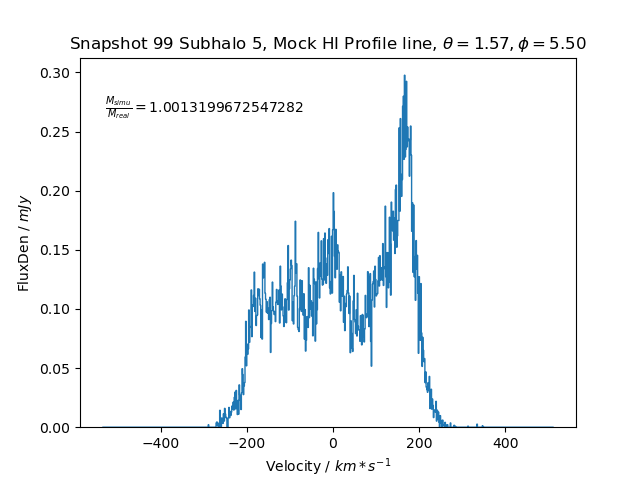 Snapshot 99 Subhalo 5, Mock HI Profile line, θ = 1.57, ϕ = 5.50
M_simu/M_real = 1.0013199672547282
FluxDen / mJy
0.30
0.25
0.20
0.15
0.10
0.05
0.00
−400 −200 0 200 400
Velocity / km * s⁻¹